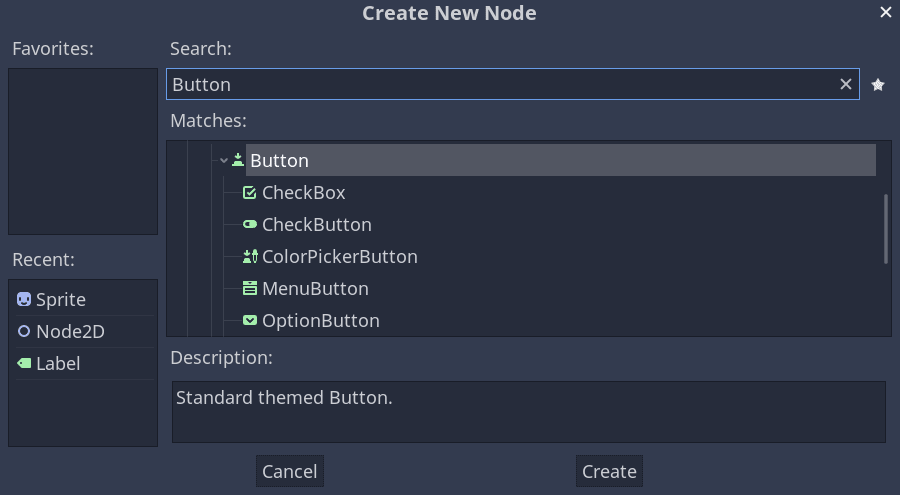 Create New Node
Favorites:
Search:
Button
Matches:
Button
CheckBox
CheckButton
ColorPickerButton
MenuButton
OptionButton
Recent:
Sprite
Node2D
Label
Description:
Standard themed Button.
Cancel
Create